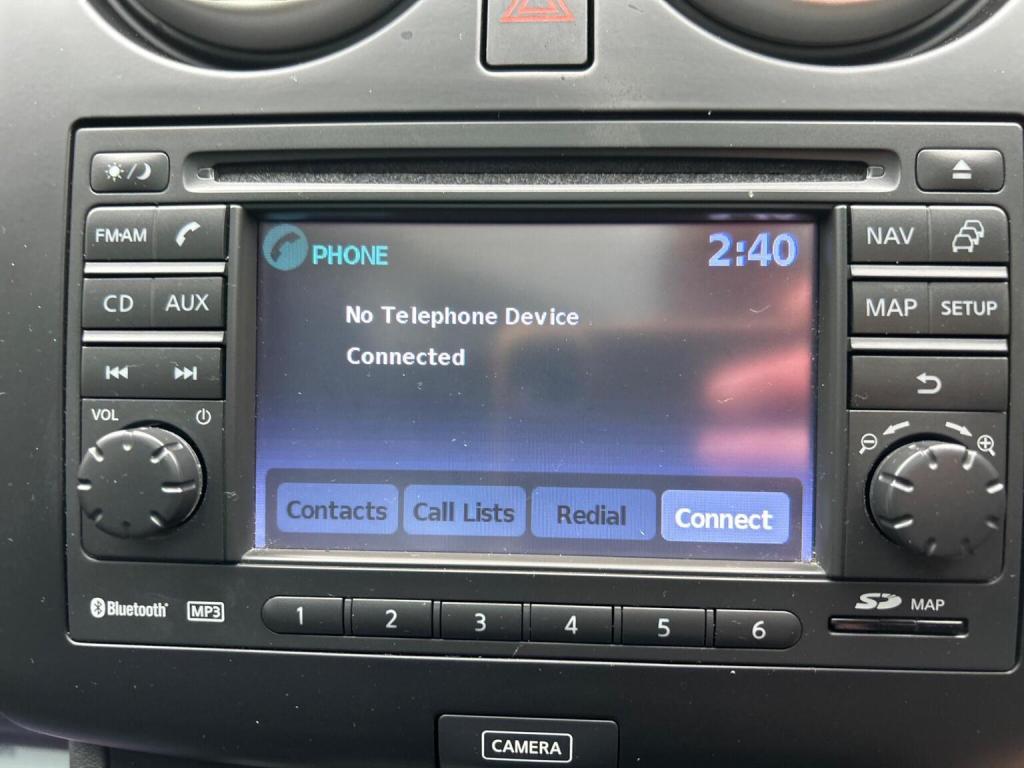 FM·AM
CD AUX
VOL
PHONE
2:40
No Telephone Device
Connected
Contacts Call Lists Redial Connect
NAV
MAP SETUP
Bluetooth MP3
1 2 3 4 5 6
SD MAP
CAMERA